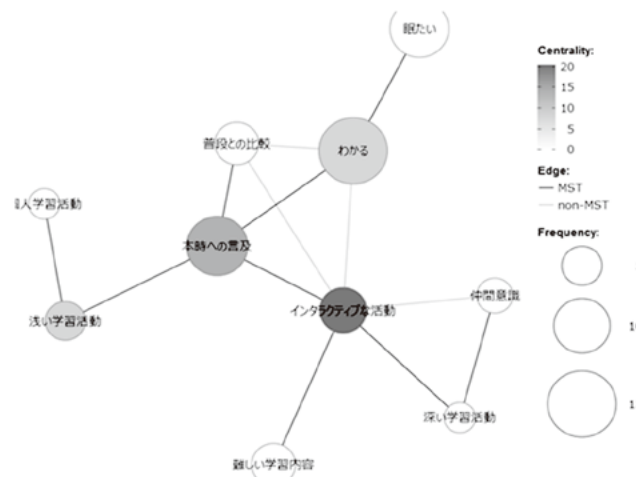 眠たい
普段との比較
わかる
人学習活動
本時への言及
浅い学習活動
インタラクティブな活動
仲間意識
深い学習活動
難しい学習内容
Centrality:
20
15
10
5
0
Edge:
MST
non-MST
Frequency: